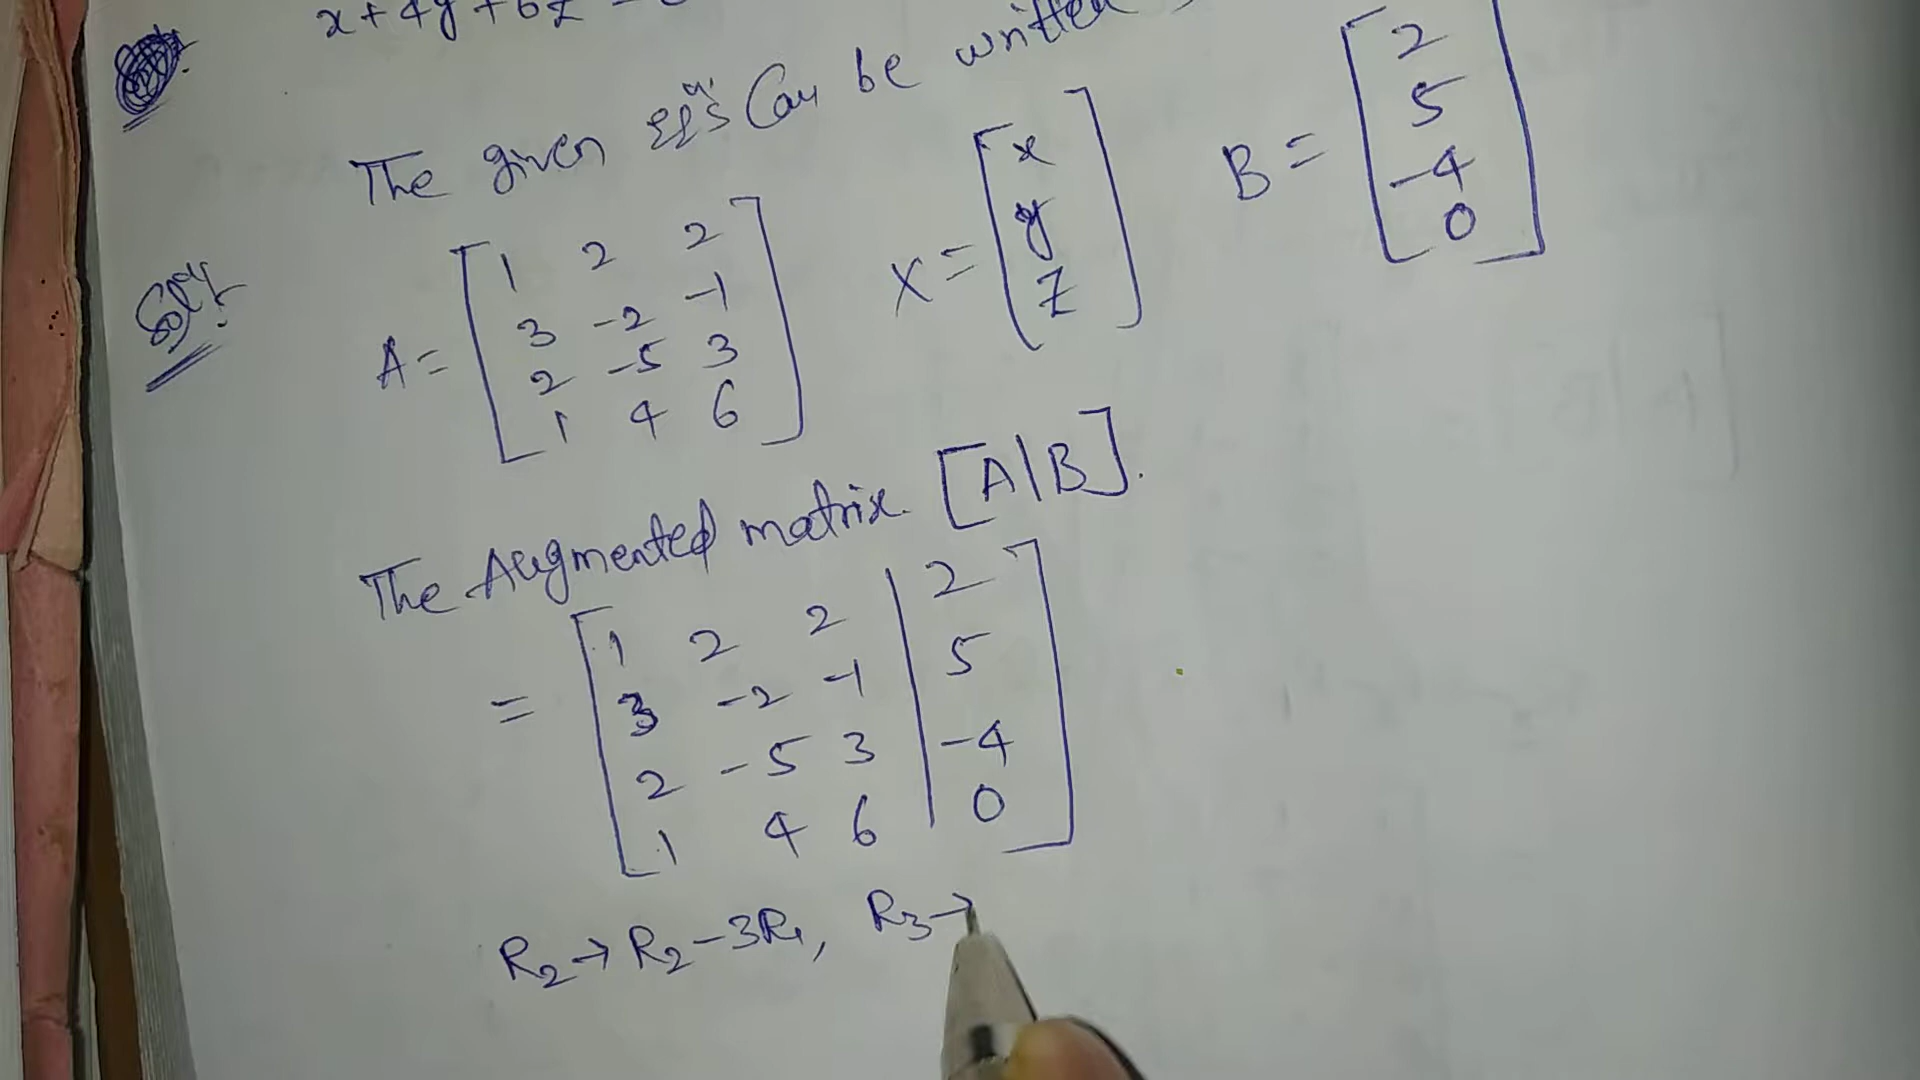 x + 4y + 6z
The given Can be written
Soln.
A = [ 1 2 2
3 -2 -1
2 -5 3
1 4 6 ]
X = [ x
y
z ]
B = [ 2
5
-4
0 ]
The Augmented matrix. [A|B].
= [ 1 2 2 | 2
3 -2 -1 | 5
2 -5 3 | -4
1 4 6 | 0 ]
R2 → R2 - 3R1, R3 →